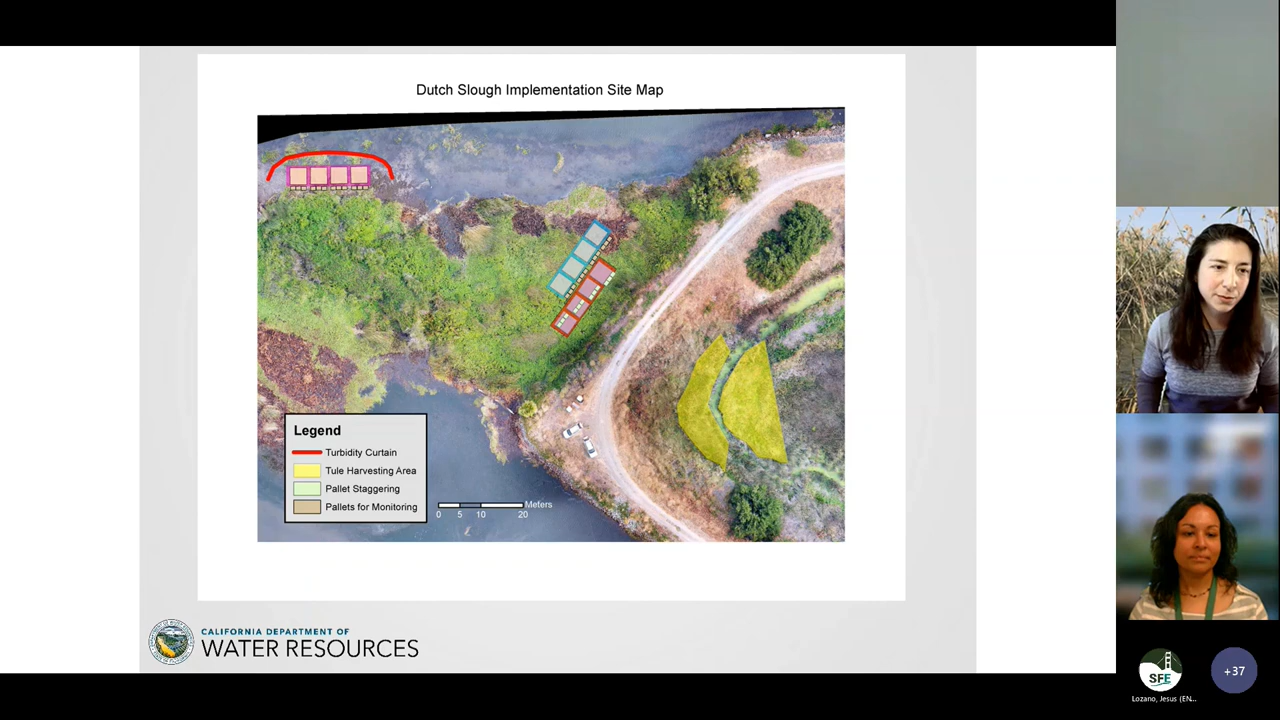 Dutch Slough Implementation Site Map
Legend
Turbidity Curtain
Tule Harvesting Area
Pallet Staggering
Pallets for Monitoring
Meters
0 5 10 20
CALIFORNIA DEPARTMENT OF
WATER RESOURCES
SFE
+37
Lozano, Jesus (EN...